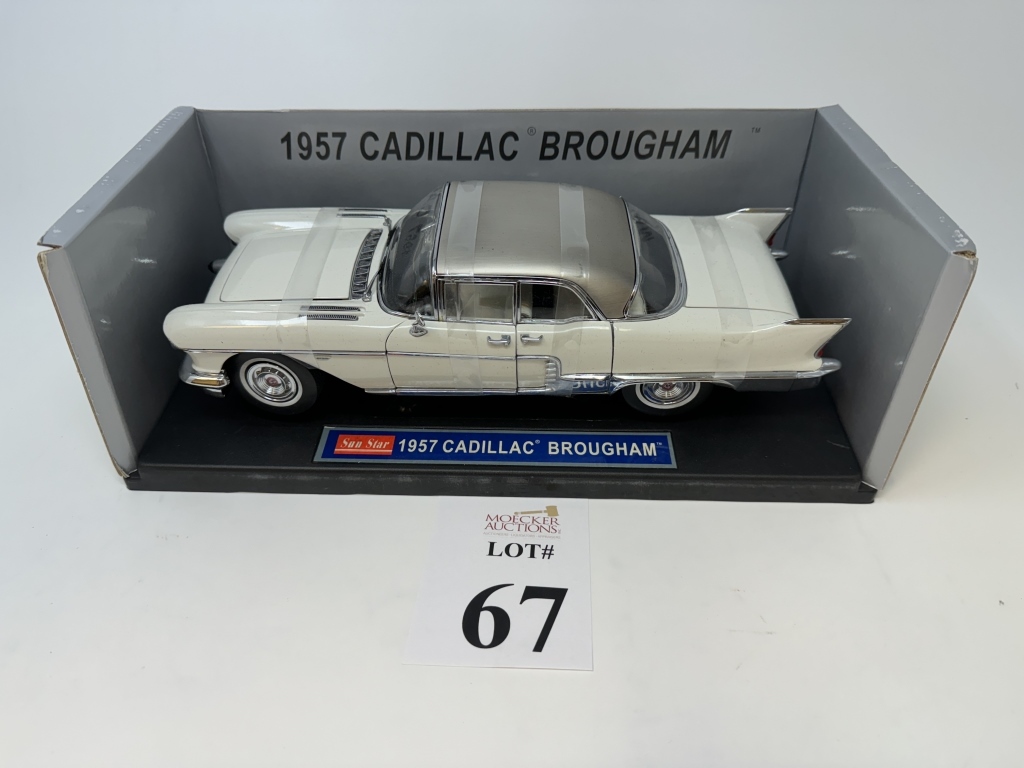 1957 CADILLAC® BROUGHAM™
Sun Star 1957 CADILLAC® BROUGHAM™
MOECKER
AUCTIONS
LOT#
67